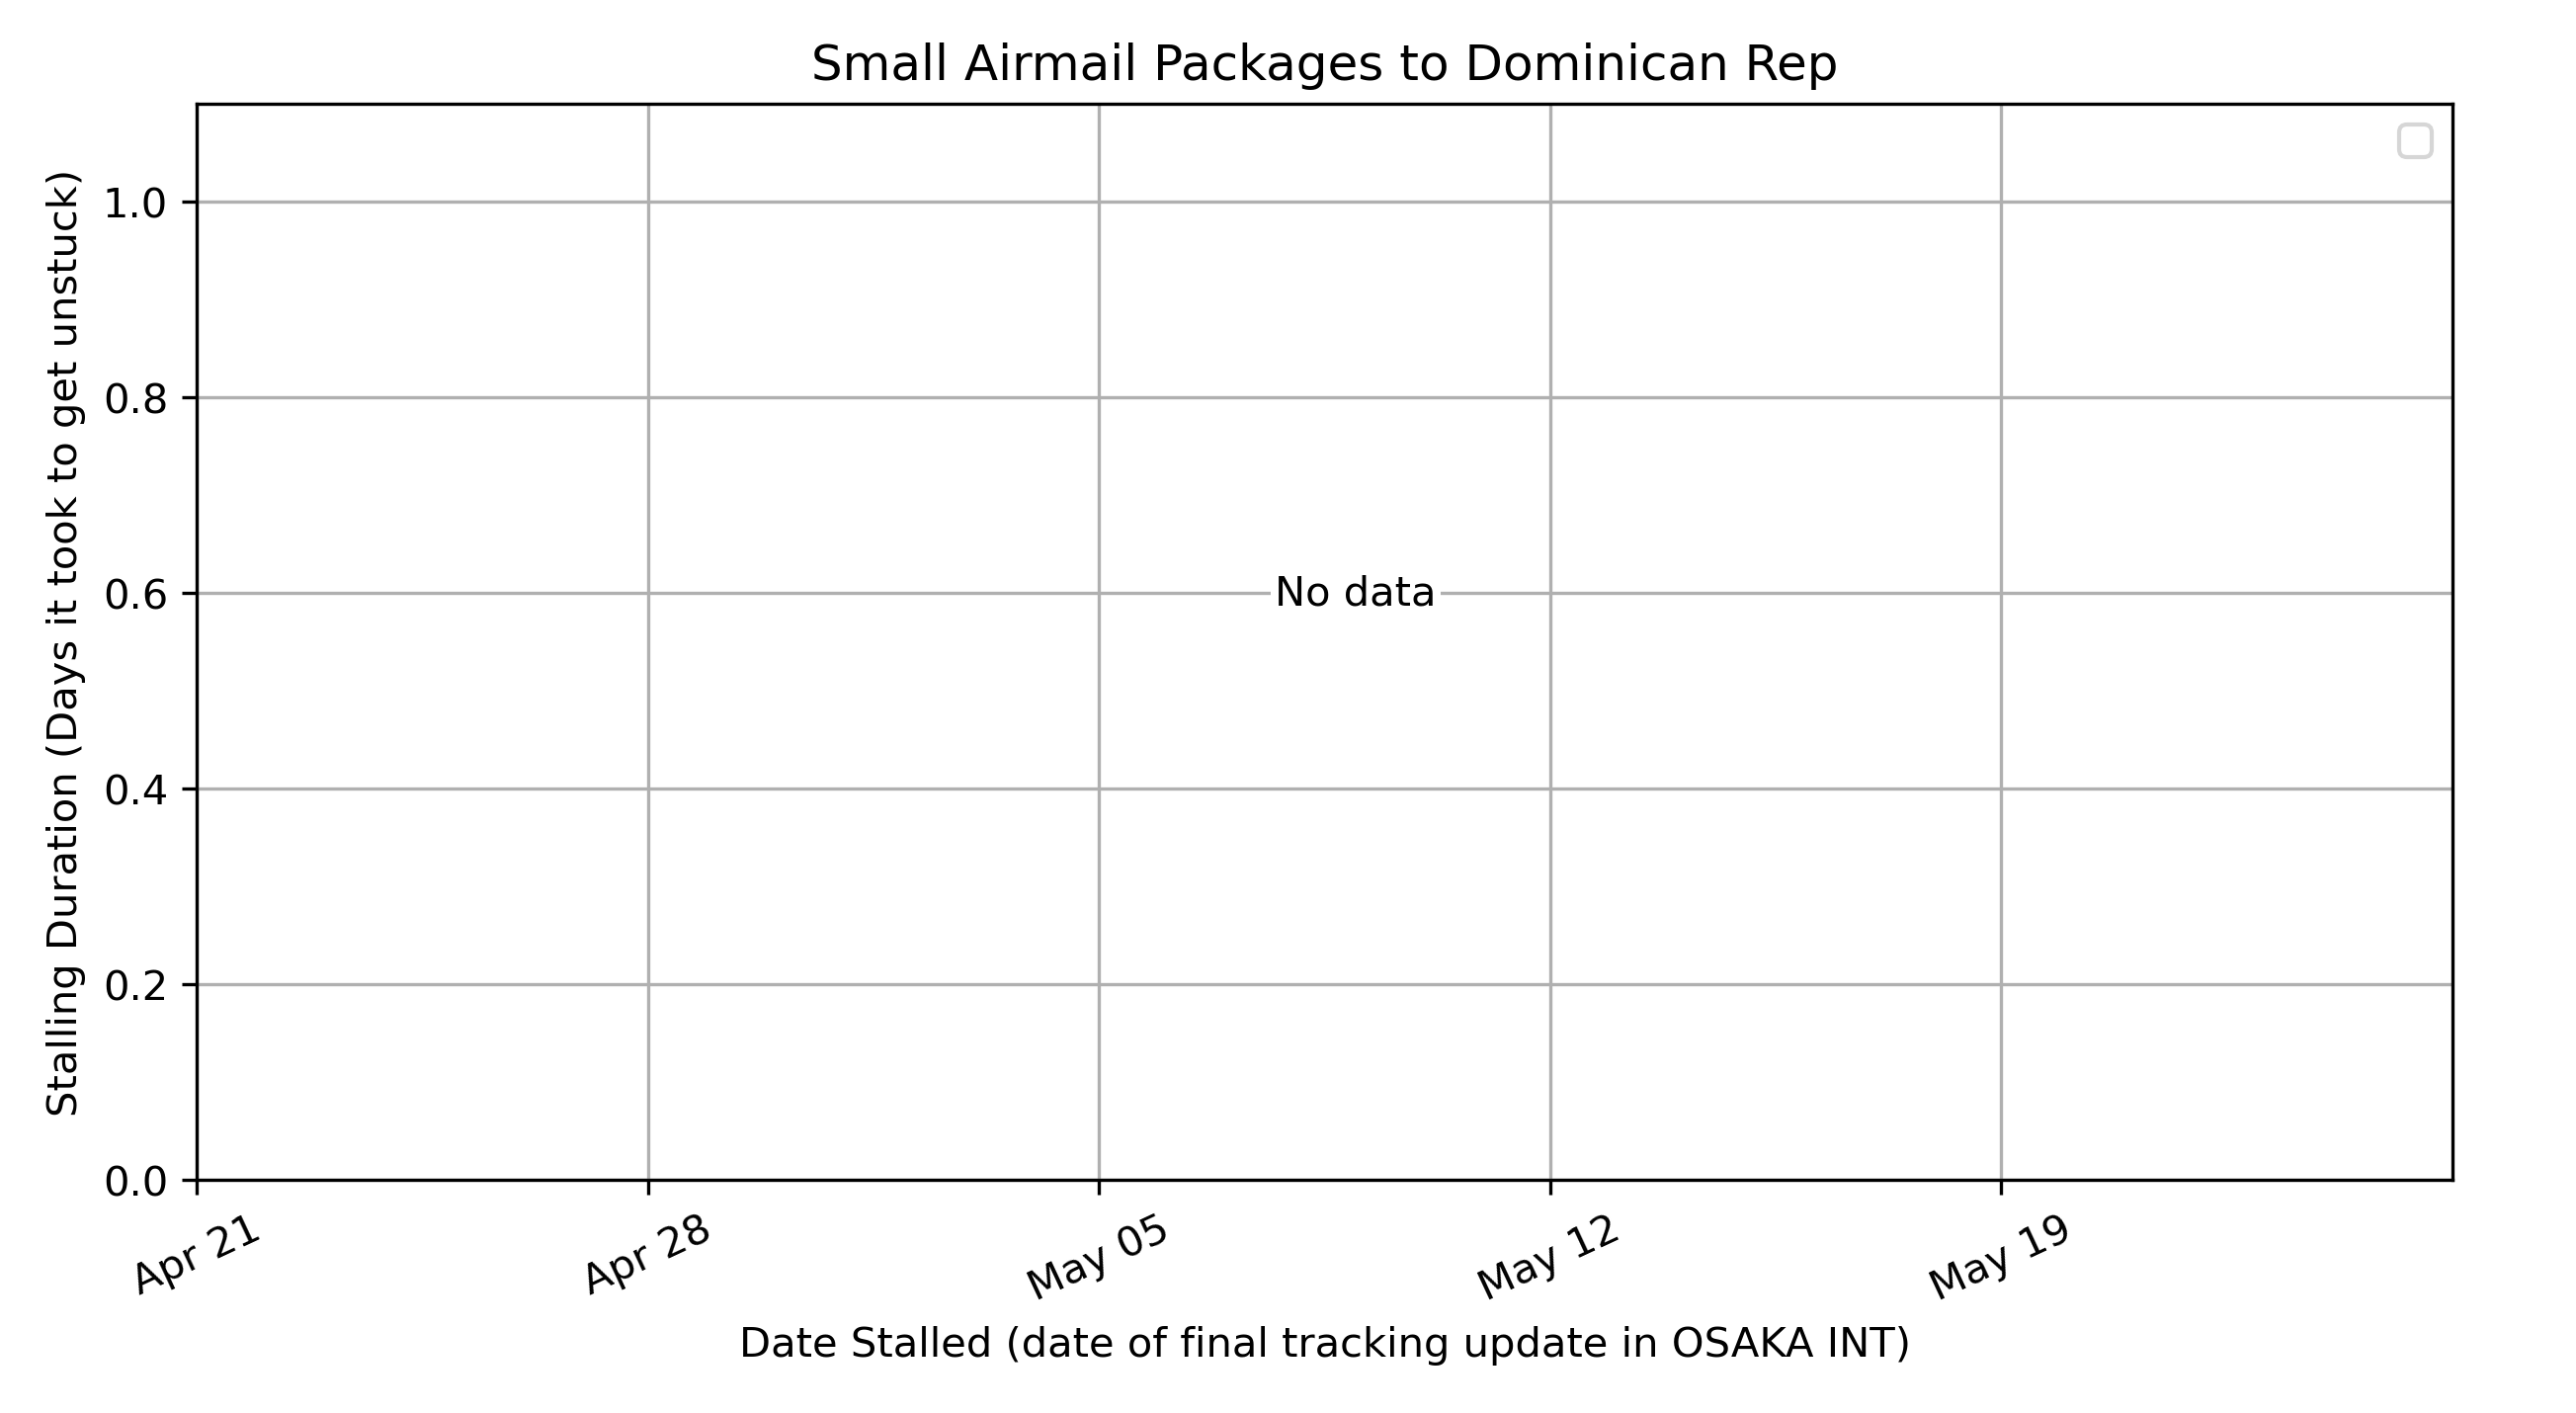 Small Airmail Packages to Dominican Rep
Stalling Duration (Days it took to get unstuck)
1.0
0.8
0.6
0.4
0.2
0.0
No data
Apr 21
Apr 28
May 05
May 12
May 19
Date Stalled (date of final tracking update in OSAKA INT)